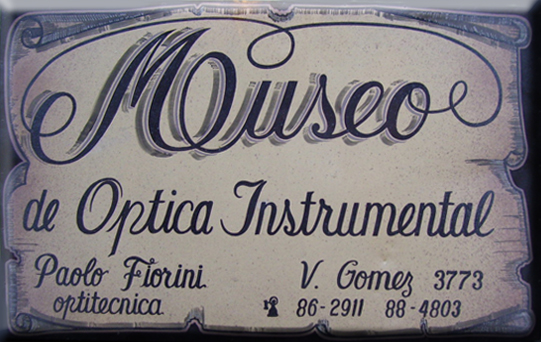 Museo
de Optica Instrumental
Paolo Fiorini V. Gomez 3773
optitecnica 86-2911 88-4803